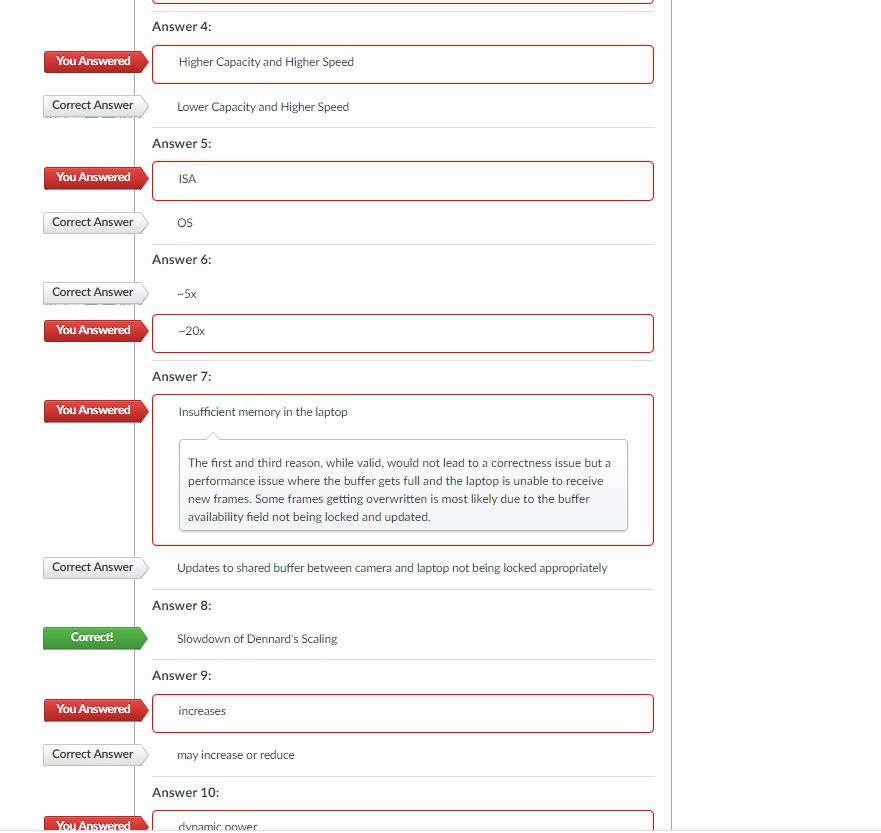 Answer 4:
You Answered
Higher Capacity and Higher Speed
Correct Answer
Lower Capacity and Higher Speed
Answer 5:
You Answered
ISA
Correct Answer
OS
Answer 6:
Correct Answer
~5x
You Answered
~20x
Answer 7:
You Answered
Insufficient memory in the laptop
The first and third reason, while valid, would not lead to a correctness issue but a
performance issue where the buffer gets full and the laptop is unable to receive
new frames. Some frames getting overwritten is most likely due to the buffer
availability field not being locked and updated.
Correct Answer
Updates to shared buffer between camera and laptop not being locked appropriately
Answer 8:
Correct!
Slowdown of Dennard's Scaling
Answer 9:
You Answered
increases
Correct Answer
may increase or reduce
Answer 10:
You Answered
dynamic power